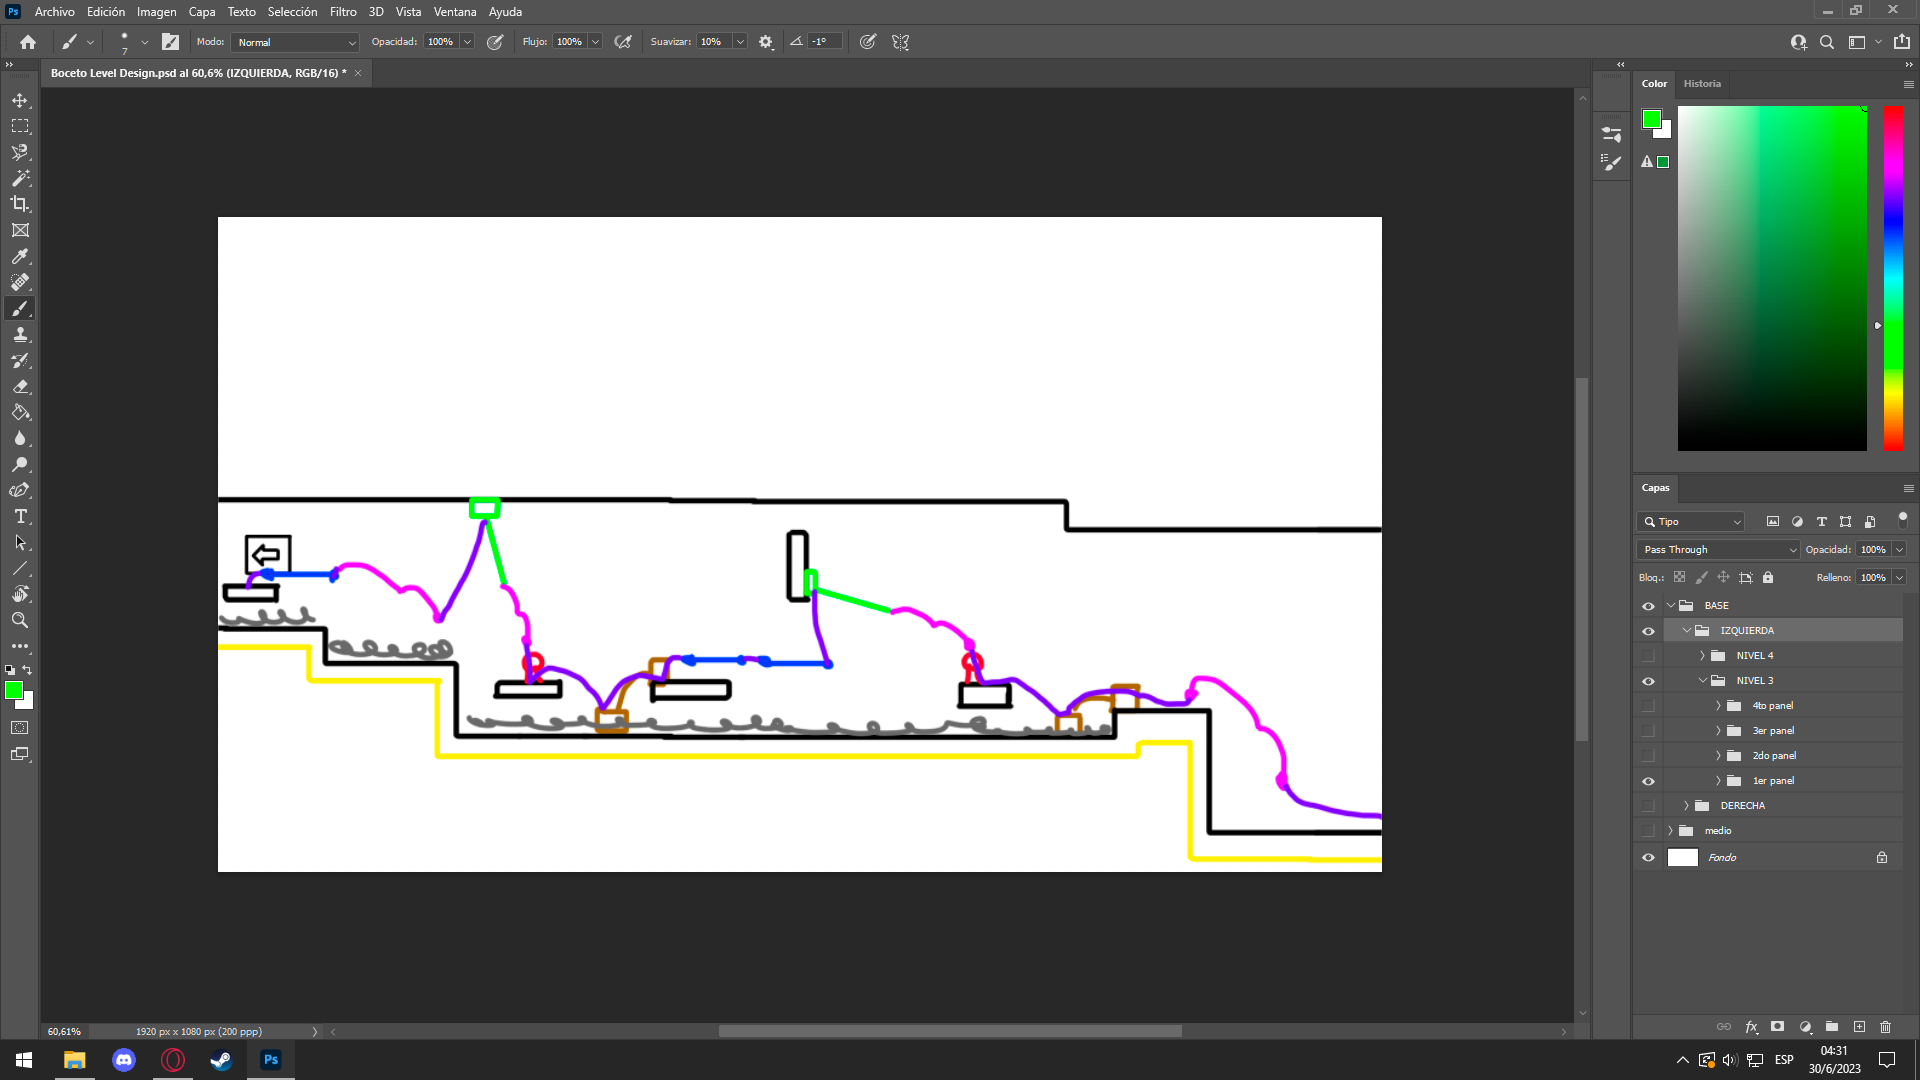 Ps Archivo Edición Imagen Capa Texto Selección Filtro 3D Vista Ventana Ayuda
7 Modo: Normal Opacidad: 100% Flujo: 100% Suavizar: 10% -1°
Boceto Level Design.psd al 60,6% (IZQUIERDA, RGB/16) *
Color Historia
Capas
Tipo
Pass Through Opacidad: 100%
Bloq.: Relleno: 100%
BASE
IZQUIERDA
NIVEL 4
NIVEL 3
4to panel
3er panel
2do panel
1er panel
DERECHA
medio
Fondo
60,61% 1920 px x 1080 px (200 ppp)
fx
Ps ESP 04:31
30/6/2023